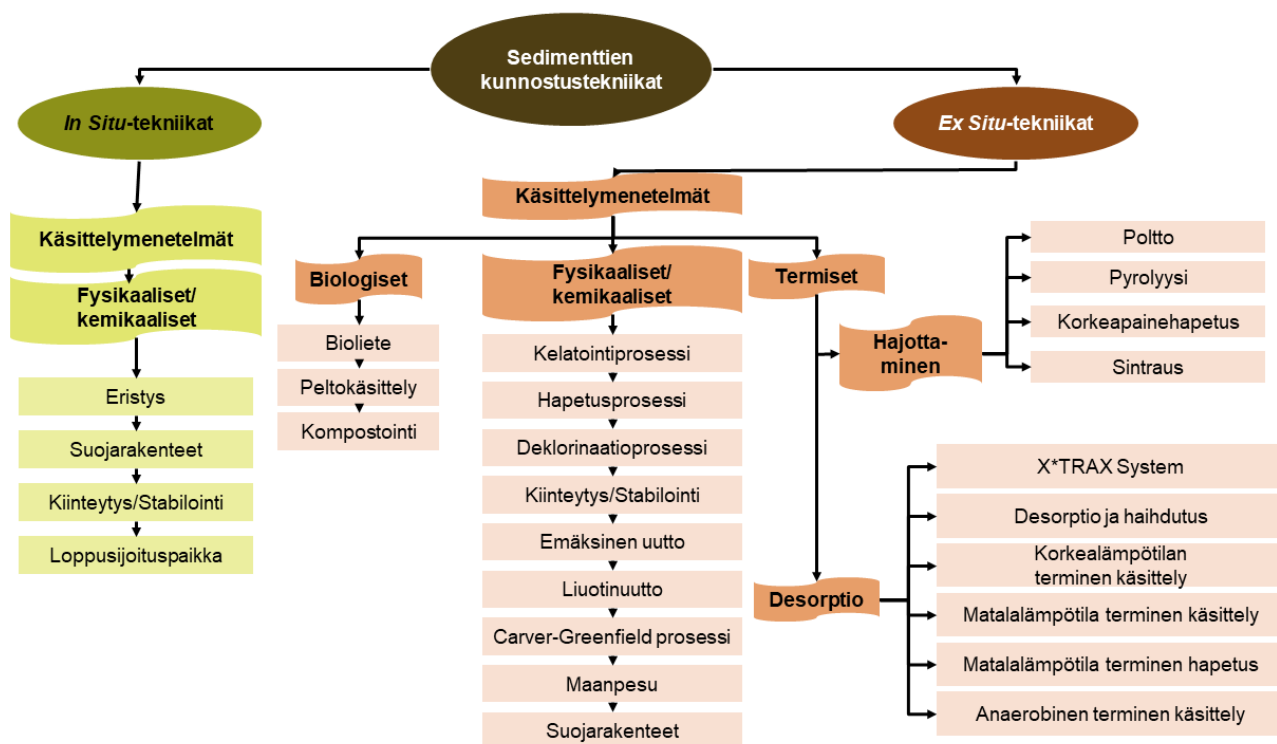 Sedimenttien
kunnostustekniikat
In Situ-tekniikat
Ex Situ-tekniikat
Käsittelymenetelmät
Fysikaaliset/
kemikaaliset
Eristys
Suojarakenteet
Kiinteytys/Stabilointi
Loppusijoituspaikka
Käsittelymenetelmät
Biologiset
Bioliete
Peltokäsittely
Kompostointi
Fysikaaliset/
kemikaaliset
Kelatointiprosessi
Hapetusprosessi
Deklorinaatioprosessi
Kiinteytys/Stabilointi
Emäksinen uutto
Liuotinuutto
Carver-Greenfield prosessi
Maanpesu
Suojarakenteet
Termiset
Hajotta-
minen
Poltto
Pyrolyysi
Korkeapainehapetus
Sintraus
Desorptio
X*TRAX System
Desorptio ja haihdutus
Korkealämpötilan
terminen käsittely
Matalalämpötila terminen käsittely
Matalalämpötila terminen hapetus
Anaerobinen terminen käsittely